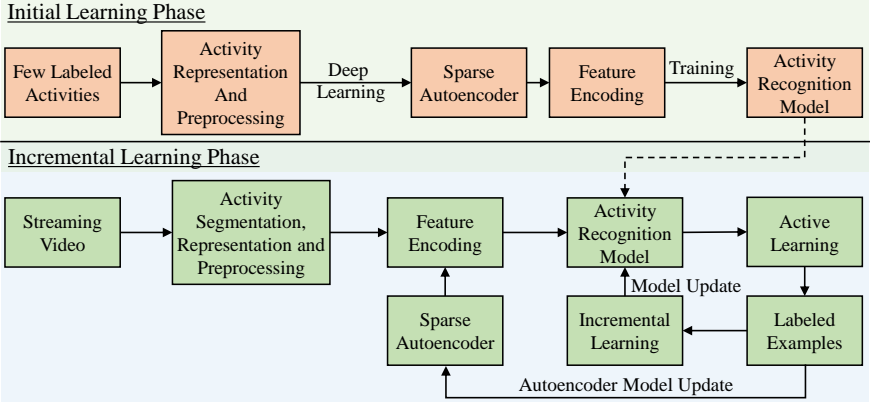 Initial Learning Phase
Few Labeled
Activities
Activity
Representation
And
Preprocessing
Deep
Learning
Sparse
Autoencoder
Feature
Encoding
Training
Activity
Recognition
Model
Incremental Learning Phase
Streaming
Video
Activity
Segmentation,
Representation and
Preprocessing
Feature
Encoding
Activity
Recognition
Model
Active
Learning
Model Update
Sparse
Autoencoder
Incremental
Learning
Labeled
Examples
Autoencoder Model Update